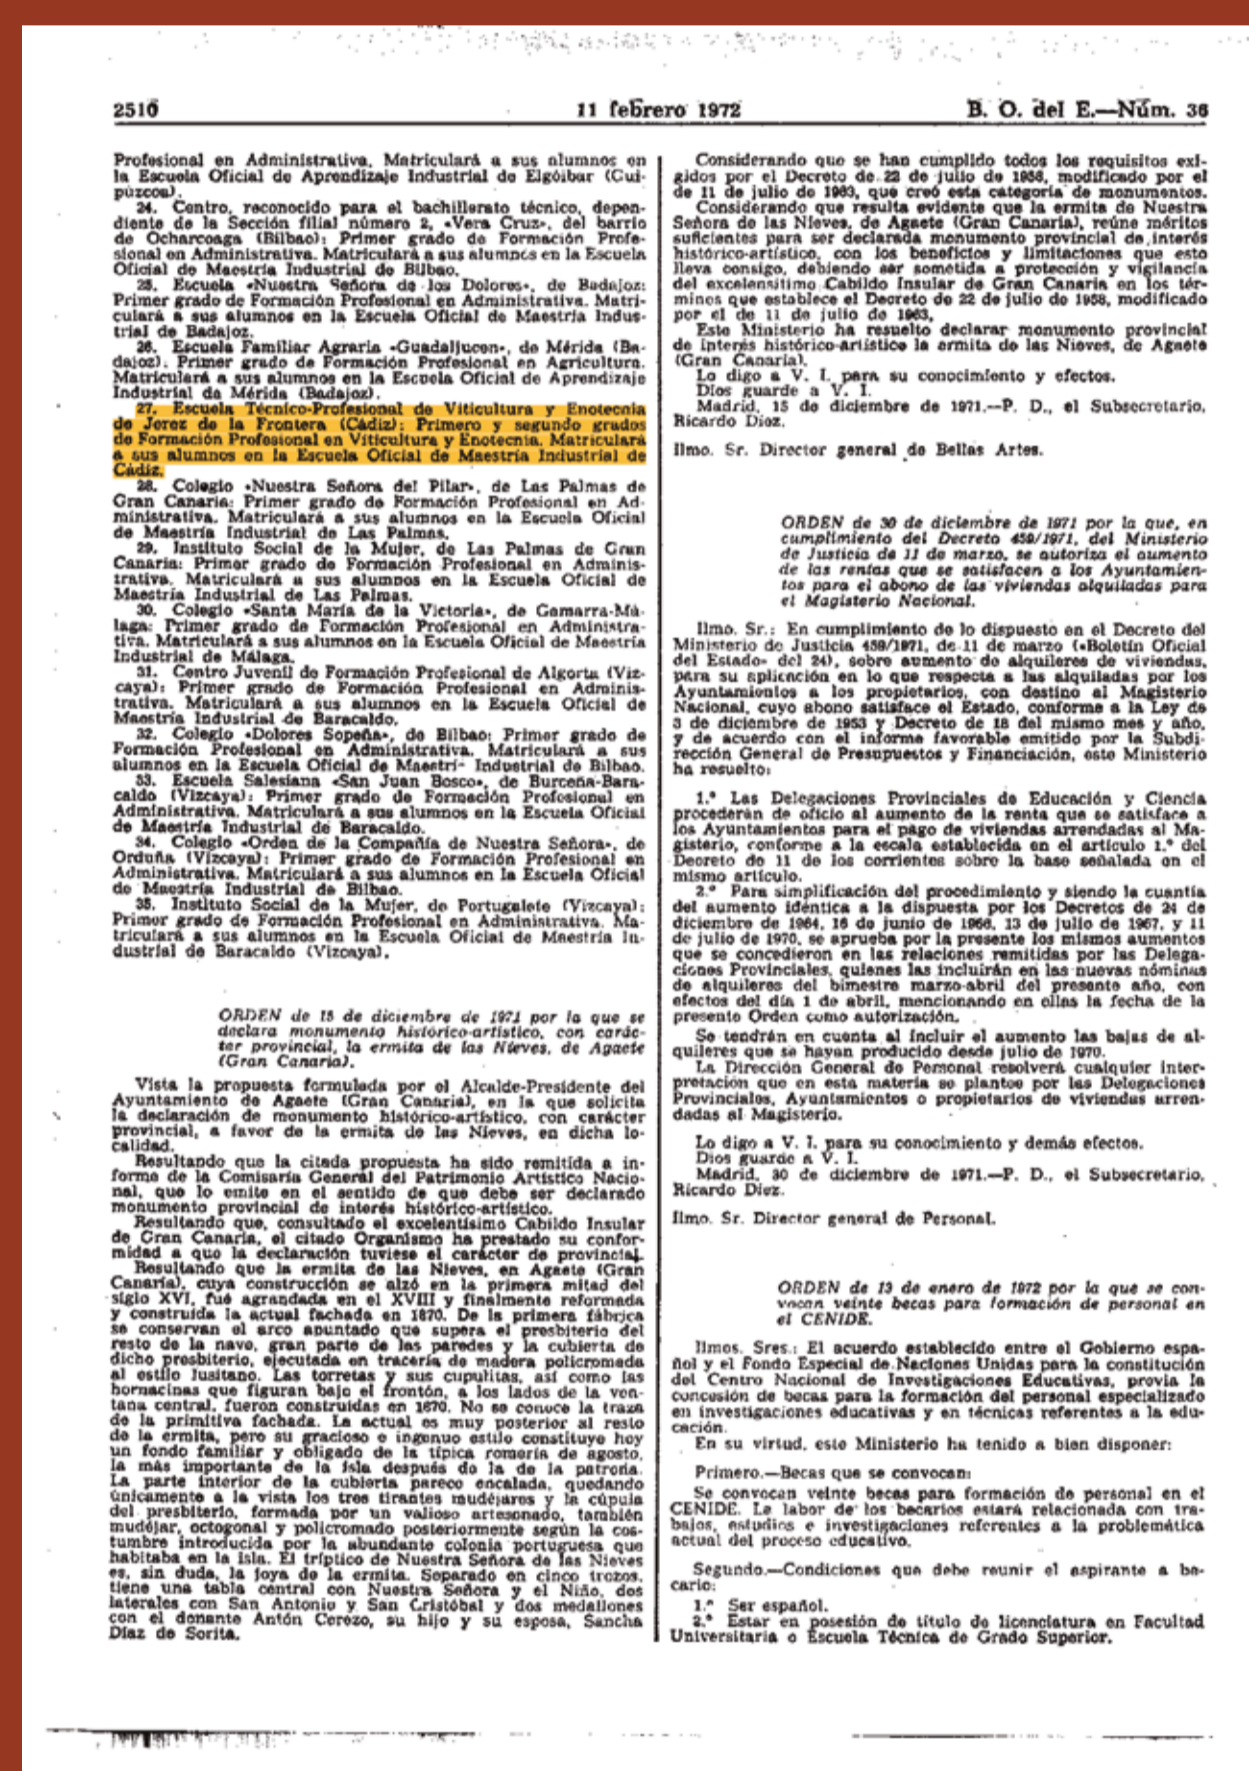 2510
11 febrero 1972
B. O. del E.—Núm. 36
Profesional en Administrativa. Matriculará a sus alumnos en
la Escuela Oficial de Aprendizaje Industrial de Elgóibar (Gui-
púzcoa).
24. Centro, reconocido para el bachillerato técnico, depen-
diente de la Sección filial número 2, «Vera Cruz», del barrio
de Ocharcoaga (Bilbao): Primer grado de Formación Profe-
sional en Administrativa. Matriculará a sus alumnos en la Escuela
Oficial de Maestría Industrial de Bilbao.
25. Escuela «Nuestra Señora de los Dolores», de Badajoz:
Primer grado de Formación Profesional en Administrativa. Matri-
culará a sus alumnos en la Escuela Oficial de Maestría Indus-
trial de Badajoz.
26. Escuela Familiar Agraria «Guadaljucen», de Mérida (Ba-
dajoz): Primer grado de Formación Profesional en Agricultura.
Matriculará a sus alumnos en la Escuela Oficial de Aprendizaje
Industrial de Mérida (Badajoz).
27. Escuela Técnico-Profesional de Viticultura y Enotecnia
de Jerez de la Frontera (Cádiz): Primero y segundo grados
de Formación Profesional en Viticultura y Enotecnia. Matriculará
a sus alumnos en la Escuela Oficial de Maestría Industrial de
Cádiz.
28. Colegio «Nuestra Señora del Pilar», de Las Palmas de
Gran Canaria: Primer grado de Formación Profesional en Ad-
ministrativa. Matriculará a sus alumnos en la Escuela Oficial
de Maestría Industrial de Las Palmas.
29. Instituto Social de la Mujer, de Las Palmas de Gran
Canaria: Primer grado de Formación Profesional en Adminis-
trativa. Matriculará a sus alumnos en la Escuela Oficial de
Maestría Industrial de Las Palmas.
30. Colegio «Santa María de la Victoria», de Gamarra-Má-
laga: Primer grado de Formación Profesional en Administra-
tiva. Matriculará a sus alumnos en la Escuela Oficial de Maestría
Industrial de Málaga.
31. Centro Juvenil de Formación Profesional de Algorta (Viz-
caya): Primer grado de Formación Profesional en Adminis-
trativa. Matriculará a sus alumnos en la Escuela Oficial de
Maestría Industrial de Baracaldo.
32. Colegio «Dolores Sopeña», de Bilbao: Primer grado de
Formación Profesional en Administrativa. Matriculará a sus
alumnos en la Escuela Oficial de Maestrí- Industrial de Bilbao.
33. Escuela Salesiana «San Juan Bosco», de Burceña-Bara-
caldo (Vizcaya): Primer grado de Formación Profesional en
Administrativa. Matriculará a sus alumnos en la Escuela Oficial
de Maestría Industrial de Baracaldo.
34. Colegio «Orden de la Compañía de Nuestra Señora», de
Orduña (Vizcaya): Primer grado de Formación Profesional en
Administrativa. Matriculará a sus alumnos en la Escuela Oficial
de Maestría Industrial de Bilbao.
35. Instituto Social de la Mujer, de Portugalete (Vizcaya):
Primer grado de Formación Profesional en Administrativa. Ma-
triculará a sus alumnos en la Escuela Oficial de Maestría In-
dustrial de Baracaldo (Vizcaya).
ORDEN de 15 de diciembre de 1971 por la que se
declara monumento histórico-artístico, con carác-
ter provincial, la ermita de las Nieves, de Agaete
(Gran Canaria).
Vista la propuesta formulada por el Alcalde-Presidente del
Ayuntamiento de Agaete (Gran Canaria), en la que solicita
la declaración de monumento histórico-artístico, con carácter
provincial, a favor de la ermita de las Nieves, en dicha lo-
calidad.
Resultando que la citada propuesta ha sido remitida a in-
forme de la Comisaría General del Patrimonio Artístico Nacio-
nal, que lo emite en el sentido de que debe ser declarado
monumento provincial de interés histórico-artístico.
Resultando que, consultado el excelentísimo Cabildo Insular
de Gran Canaria, el citado Organismo ha prestado su confor-
midad a que la declaración tuviese el carácter de provincial.
Resultando que la ermita de las Nieves, en Agaete (Gran
Canaria), cuya construcción se alzó en la primera mitad del
siglo XVI, fué agrandada en el XVIII y finalmente reformada
y construída la actual fachada en 1870. De la primera fábrica
se conservan el arco apuntado que supera el presbiterio del
resto de la nave, gran parte de las paredes y la cubierta de
dicho presbiterio, ejecutada en tracería de madera policromada
al estilo lusitano. Las torretas y sus cupulitas, así como las
hornacinas que figuran bajo el frontón, a los lados de la ven-
tana central, fueron construídas en 1870. No se conoce la traza
de la primitiva fachada. La actual es muy posterior al resto
de la ermita, pero su gracioso e ingenuo estilo constituye hoy
un fondo familiar y obligado de la típica romería de agosto,
la más importante de la isla después de la de la patrona.
La parte interior de la cubierta parece encalada, quedando
únicamente a la vista los tres tirantes mudéjares y la cúpula
del presbiterio, formada por un valioso artesonado, también
mudéjar, octogonal y policromado posteriormente según la cos-
tumbre introducida por la abundante colonia portuguesa que
habitaba en la isla. El tríptico de Nuestra Señora de las Nieves
es, sin duda, la joya de la ermita. Separado en cinco trozos,
tiene una tabla central con Nuestra Señora y el Niño, dos
laterales con San Antonio y San Cristóbal y dos medallones
con el donante Antón Cerezo, su hijo y su esposa, Sancha
Díaz de Sorita.
Considerando que se han cumplido todos los requisitos exi-
gidos por el Decreto de 22 de julio de 1958, modificado por el
de 11 de julio de 1963, que creó esta categoría de monumentos.
Considerando que resulta evidente que la ermita de Nuestra
Señora de las Nieves, de Agaete (Gran Canaria), reúne méritos
suficientes para ser declarada monumento provincial de interés
histórico-artístico, con los beneficios y limitaciones que esto
lleva consigo, debiendo ser sometida a protección y vigilancia
del excelensitimo Cabildo Insular de Gran Canaria en los tér-
minos que establece el Decreto de 22 de julio de 1958, modificado
por el de 11 de julio de 1963,
Este Ministerio ha resuelto declarar monumento provincial
de interés histórico-artístico la ermita de las Nieves, de Agaete
(Gran Canaria).
Lo digo a V. I. para su conocimiento y efectos.
Dios guarde a V. I.
Madrid, 15 de diciembre de 1971.—P. D., el Subsecretario,
Ricardo Díez.
Ilmo. Sr. Director general de Bellas Artes.
ORDEN de 30 de diciembre de 1971 por la que, en
cumplimiento del Decreto 459/1971, del Ministerio
de Justicia de 11 de marzo, se autoriza el aumento
de las rentas que se satisfacen a los Ayuntamien-
tos para el abono de las viviendas alquiladas para
el Magisterio Nacional.
Ilmo. Sr.: En cumplimiento de lo dispuesto en el Decreto del
Ministerio de Justicia 459/1971, de 11 de marzo («Boletín Oficial
del Estado» del 24), sobre aumento de alquileres de viviendas,
para su aplicación en lo que respecta a las alquiladas por los
Ayuntamientos a los propietarios, con destino al Magisterio
Nacional, cuyo abono satisface el Estado, conforme a la Ley de
3 de diciembre de 1953 y Decreto de 18 del mismo mes y año,
y de acuerdo con el informe favorable emitido por la Subdi-
rección General de Presupuestos y Financiación, este Ministerio
ha resuelto:
1.º Las Delegaciones Provinciales de Educación y Ciencia
procederán de oficio al aumento de la renta que se satisface a
los Ayuntamientos para el pago de viviendas arrendadas al Ma-
gisterio, conforme a la escala establecida en el artículo 1.º del
Decreto de 11 de los corrientes sobre la base señalada en el
mismo artículo.
2.º Para simplificación del procedimiento y siendo la cuantía
del aumento idéntica a la dispuesta por los Decretos de 24 de
diciembre de 1964, 16 de junio de 1966, 13 de julio de 1967, y 11
de julio de 1970, se aprueba por la presente los mismos aumentos
que se concedieron en las relaciones remitidas por las Delega-
ciones Provinciales, quienes las incluirán en las nuevas nóminas
de alquileres del bimestre marzo-abril del presente año, con
efectos del día 1 de abril, mencionando en ellas la fecha de la
presente Orden como autorización.
Se tendrán en cuenta al incluir el aumento las bajas de al-
quileres que se hayan producido desde julio de 1970.
La Dirección General de Personal resolverá cualquier inter-
pretación que en esta materia se plantee por las Delegaciones
Provinciales, Ayuntamientos o propietarios de viviendas arren-
dadas al Magisterio.
Lo digo a V. I. para su conocimiento y demás efectos.
Dios guarde a V. I.
Madrid, 30 de diciembre de 1971.—P. D., el Subsecretario,
Ricardo Díez.
Ilmo. Sr. Director general de Personal.
ORDEN de 13 de enero de 1972 por la que se con-
vocan veinte becas para formación de personal en
el CENIDE.
Ilmos. Sres.: El acuerdo establecido entre el Gobierno espa-
ñol y el Fondo Especial de Naciones Unidas para la constitución
del Centro Nacional de Investigaciones Educativas, provia la
concesión de becas para la formación del personal especializado
en investigaciones educativas y en técnicas referentes a la edu-
cación.
En su virtud, este Ministerio ha tenido a bien disponer:
Primero.—Becas que se convocan:
Se convocan veinte becas para formación de personal en el
CENIDE. La labor de los becarios estará relacionada con tra-
bajos, estudios e investigaciones referentes a la problemática
actual del proceso educativo.
Segundo.—Condiciones que debe reunir el aspirante a be-
cario:
1.ª Ser español.
2.ª Estar en posesión de título de licenciatura en Facultad
Universitaria o Escuela Técnica de Grado Superior.